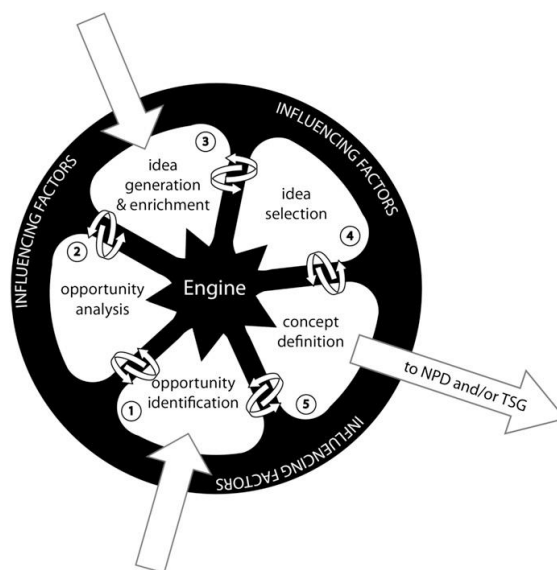 INFLUENCING FACTORS
INFLUENCING FACTORS
3
idea
generation
& enrichment
idea
selection
4
2
opportunity
analysis
Engine
concept
definition
to NPD and/or TSG
opportunity
identification
1
5
INFLUENCING FACTORS